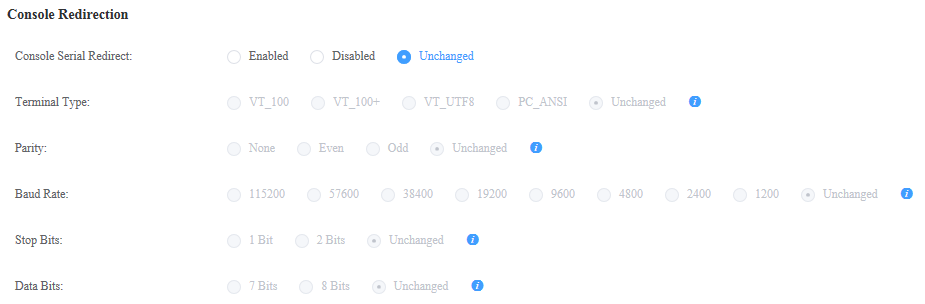 Console Redirection
Console Serial Redirect: Enabled Disabled Unchanged
Terminal Type: VT_100 VT_100+ VT_UTF8 PC_ANSI Unchanged i
Parity: None Even Odd Unchanged i
Baud Rate: 115200 57600 38400 19200 9600 4800 2400 1200 Unchanged i
Stop Bits: 1 Bit 2 Bits Unchanged i
Data Bits: 7 Bits 8 Bits Unchanged i